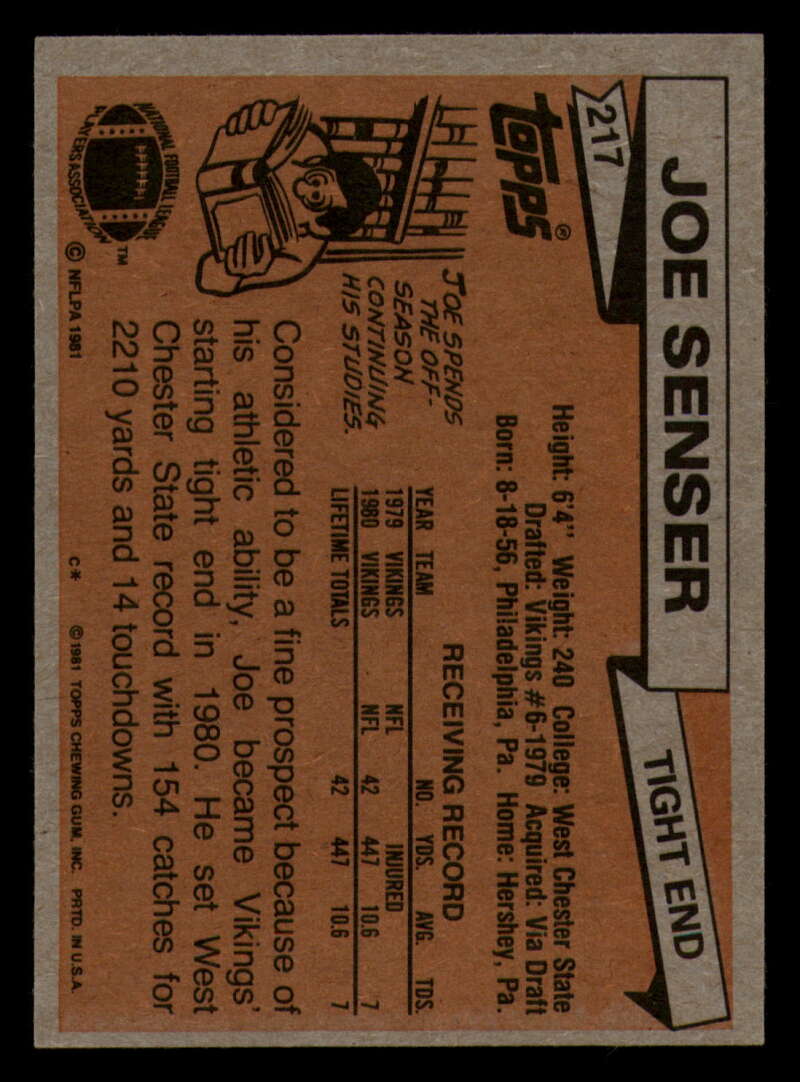 217
JOE SENSER
TIGHT END
TOPPS®
Height: 6'4" Weight: 240 College: West Chester State
Drafted: Vikings #6-1979 Acquired: Via Draft
Born: 8-18-56, Philadelphia, Pa. Home: Hershey, Pa.
JOE SPENDS
THE OFF-
SEASON
CONTINUING
HIS STUDIES.
RECEIVING RECORD
YEAR TEAM NO. YDS. AVG. TDS.
1979 VIKINGS NFL INJURED
1980 VIKINGS NFL 42 447 10.6 7
LIFETIME TOTALS 42 447 10.6 7
Considered to be a fine prospect because of
his athletic ability, Joe became Vikings'
starting tight end in 1980. He set West
Chester State record with 154 catches for
2210 yards and 14 touchdowns.
NATIONAL FOOTBALL LEAGUE
PLAYERS ASSOCIATION
™
© NFLPA 1981
C* © 1981 TOPPS CHEWING GUM, INC. PRTD. IN U.S.A.